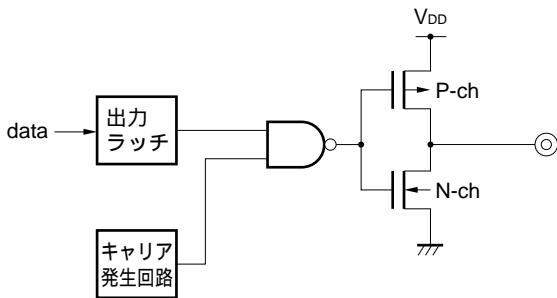 VDD
P-ch
data
出力
ラッチ
N-ch
キャリア
発生回路